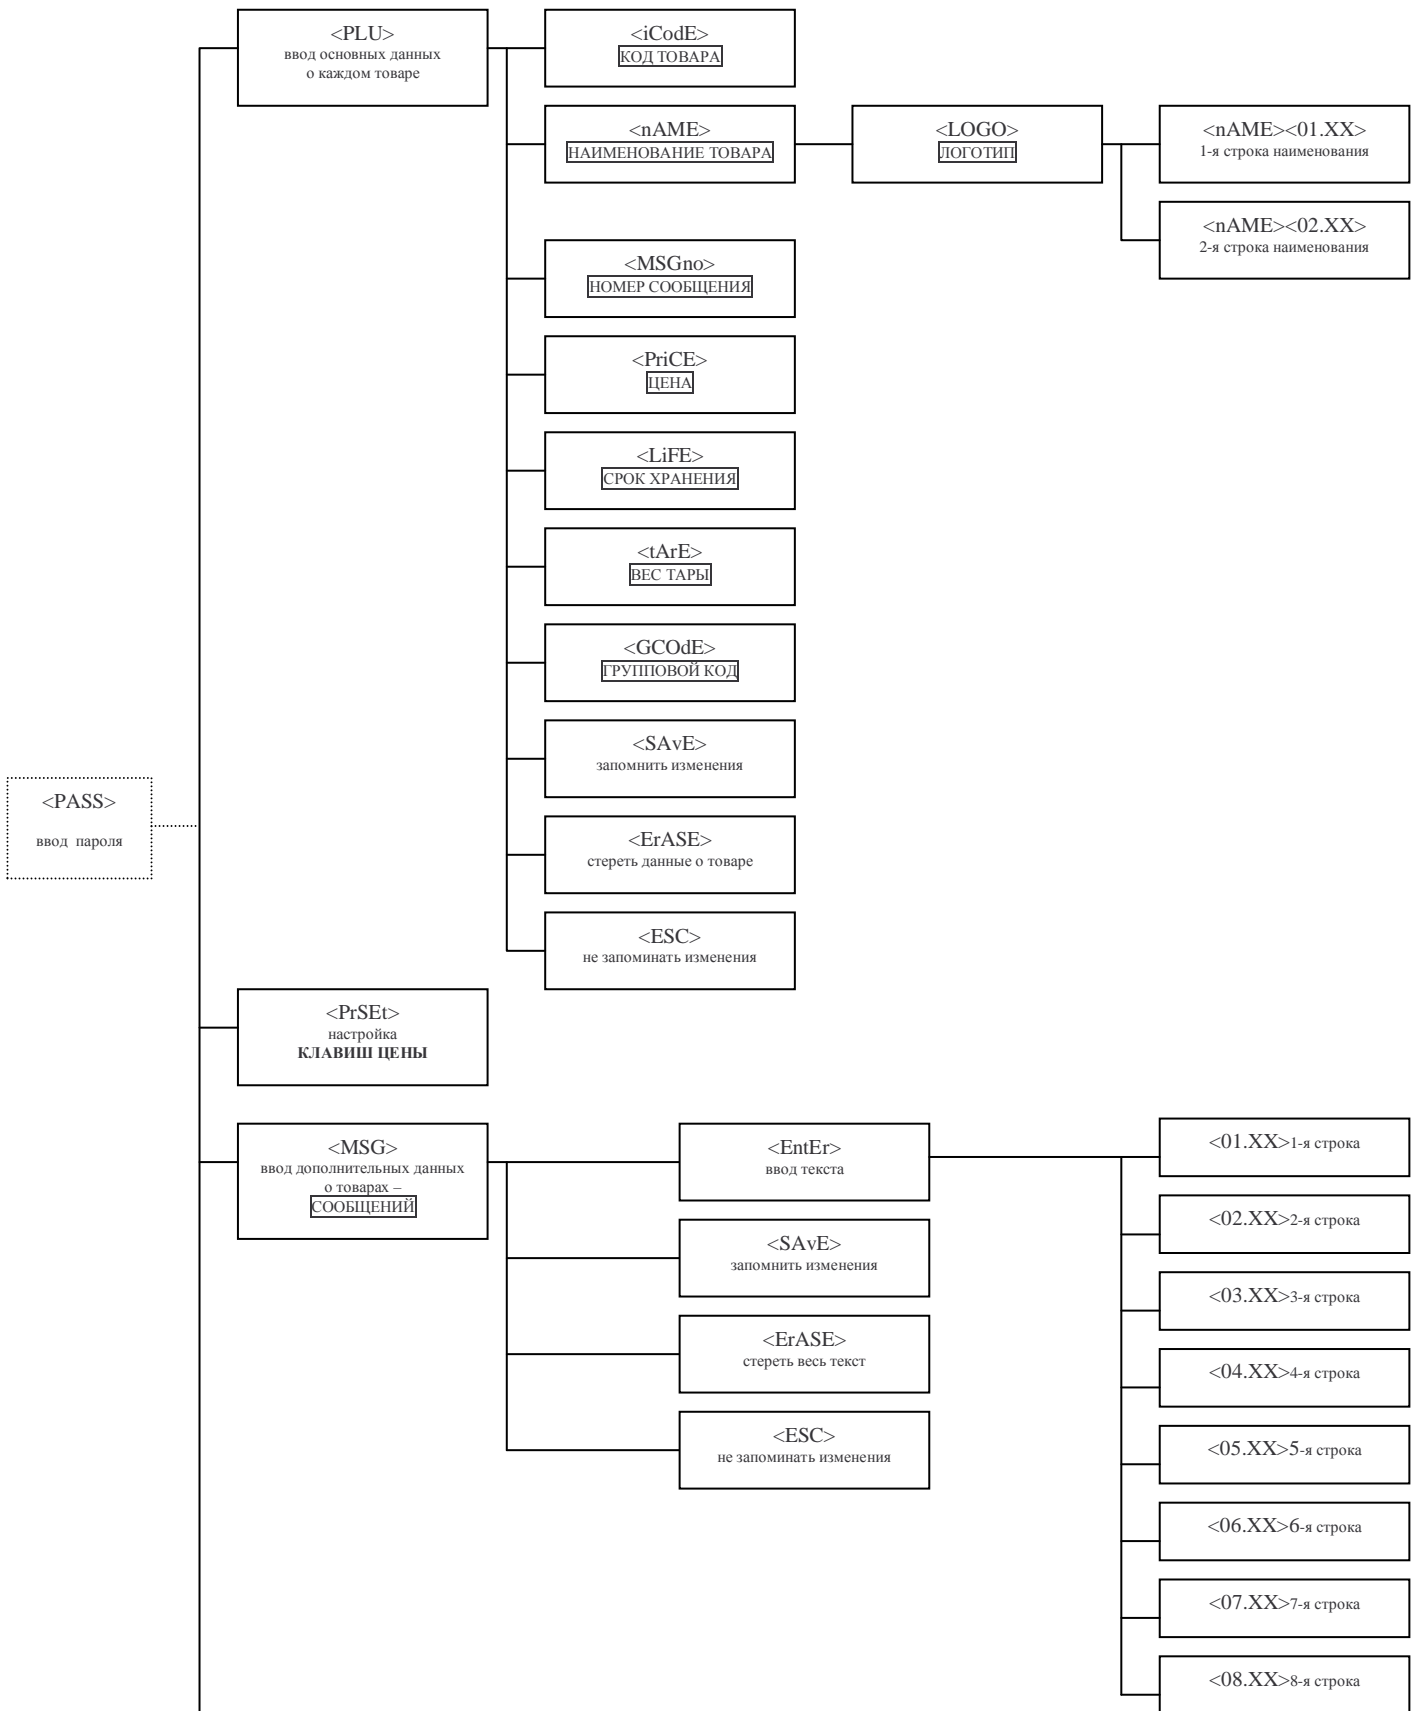 <PLU>
ввод основных данных
о каждом товаре
<iCodE>
КОД ТОВАРА
<nAME>
НАИМЕНОВАНИЕ ТОВАРА
<LOGO>
ЛОГОТИП
<nAME><01.XX>
1-я строка наименования
<nAME><02.XX>
2-я строка наименования
<MSGno>
НОМЕР СООБЩЕНИЯ
<PriCE>
ЦЕНА
<LiFE>
СРОК ХРАНЕНИЯ
<tArE>
ВЕС ТАРЫ
<GCOdE>
ГРУППОВОЙ КОД
<SAvE>
запомнить изменения
<PASS>
ввод пароля
<ErASE>
стереть данные о товаре
<ESC>
не запоминать изменения
<PrSEt>
настройка
КЛАВИШ ЦЕНЫ
<MSG>
ввод дополнительных данных
о товарах –
СООБЩЕНИЙ
<EntEr>
ввод текста
<SAvE>
запомнить изменения
<ErASE>
стереть весь текст
<ESC>
не запоминать изменения
<01.XX>1-я строка
<02.XX>2-я строка
<03.XX>3-я строка
<04.XX>4-я строка
<05.XX>5-я строка
<06.XX>6-я строка
<07.XX>7-я строка
<08.XX>8-я строка